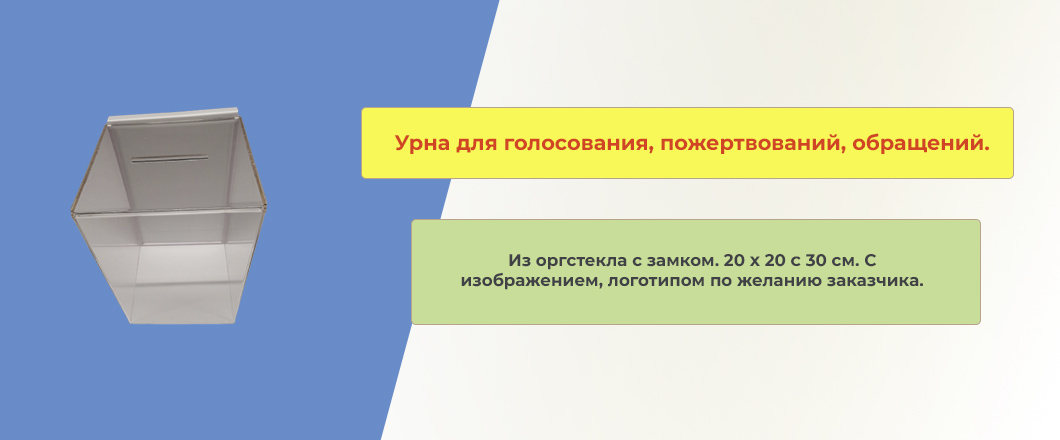 Урна для голосования, пожертвований, обращений.
Из оргстекла с замком. 20 х 20 с 30 см. С
изображением, логотипом по желанию заказчика.